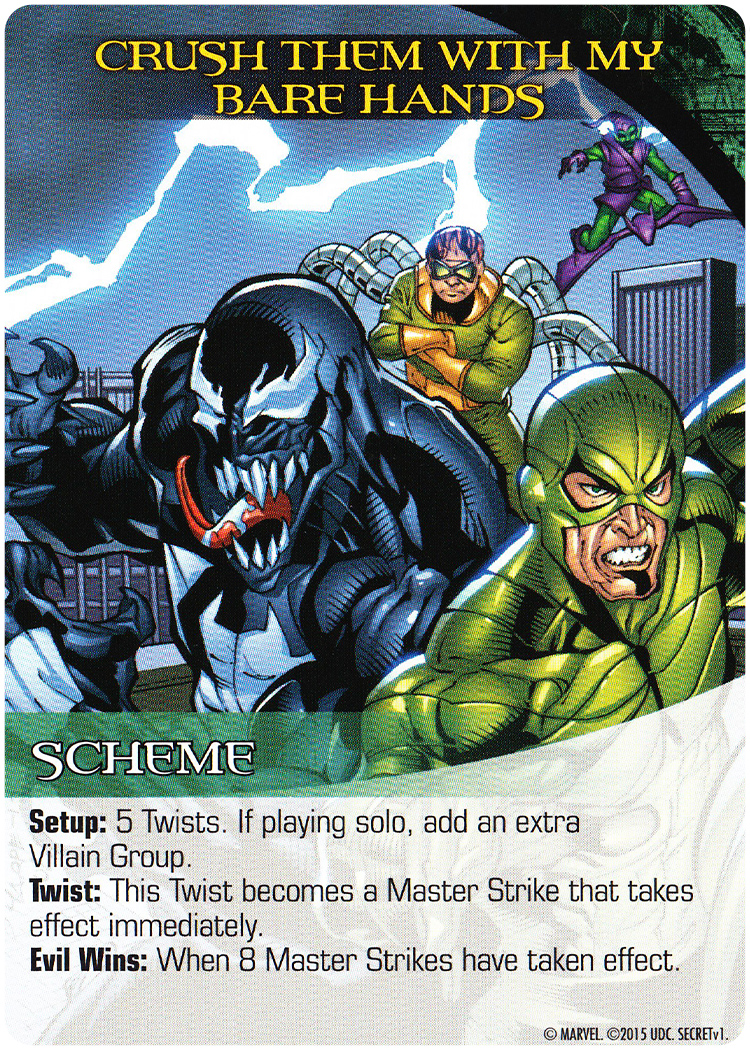 CRUSH THEM WITH MY
BARE HANDS
SCHEME
Setup: 5 Twists. If playing solo, add an extra
Villain Group.
Twist: This Twist becomes a Master Strike that takes
effect immediately.
Evil Wins: When 8 Master Strikes have taken effect.
© MARVEL. ©2015 UDC. SECRETv1.